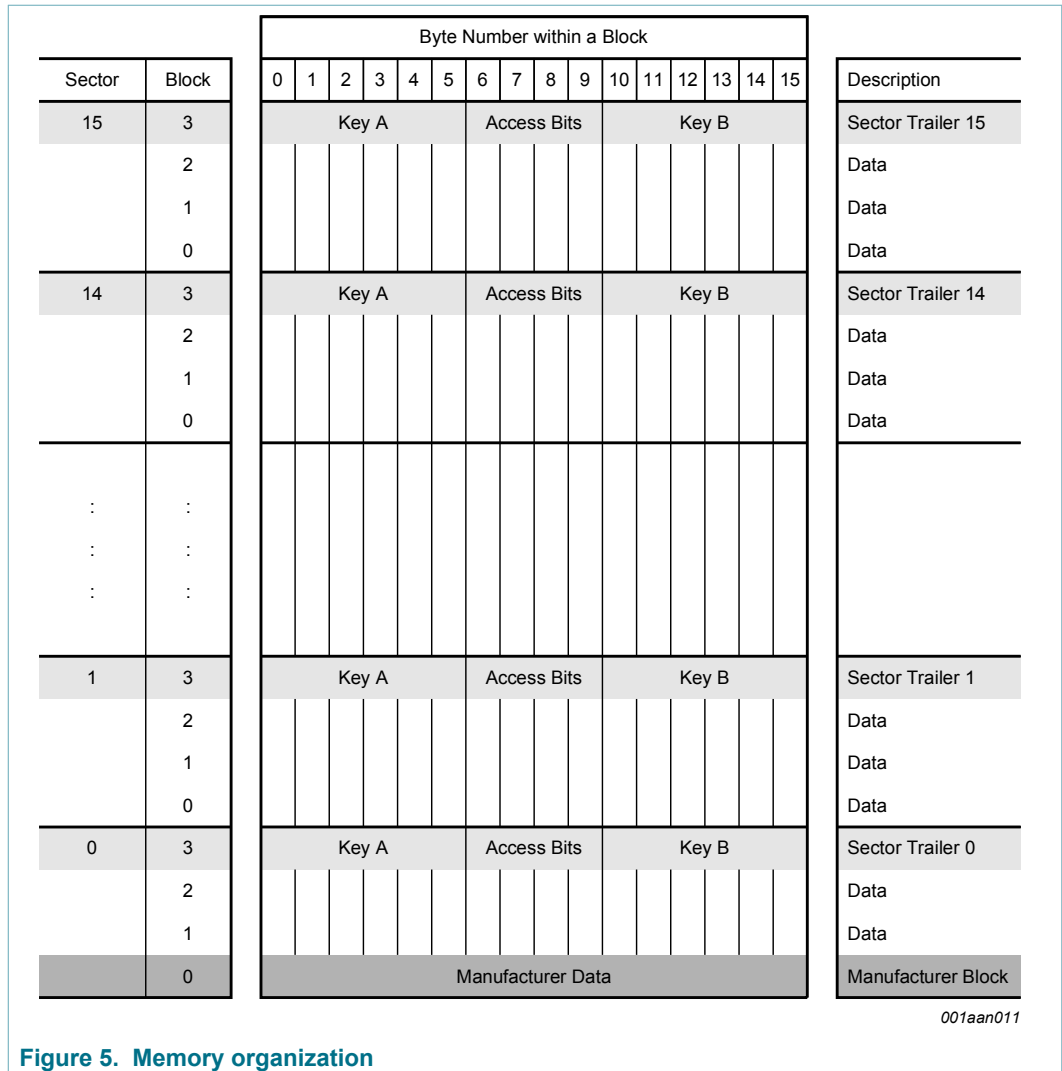 Byte Number within a Block
Sector Block 0 1 2 3 4 5 6 7 8 9 10 11 12 13 14 15 Description
15 3 Key A Access Bits Key B Sector Trailer 15
2 Data
1 Data
0 Data
14 3 Key A Access Bits Key B Sector Trailer 14
2 Data
1 Data
0 Data
: :
: :
: :
1 3 Key A Access Bits Key B Sector Trailer 1
2 Data
1 Data
0 Data
0 3 Key A Access Bits Key B Sector Trailer 0
2 Data
1 Data
0 Manufacturer Data Manufacturer Block
001aan011
Figure 5. Memory organization